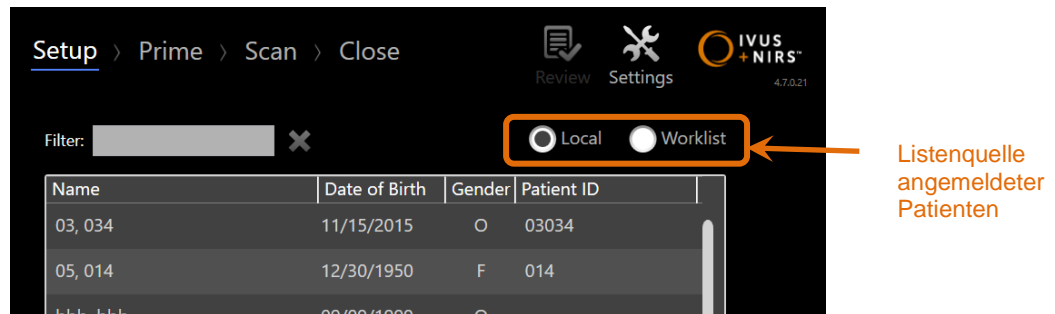 Setup > Prime > Scan > Close
Review
Settings
IVUS
+NIRS™
4.7.0.21
Filter:
Local
Worklist
Listenquelle
angemeldeter
Patienten
Name Date of Birth Gender Patient ID
03, 034 11/15/2015 O 03034
05, 014 12/30/1950 F 014